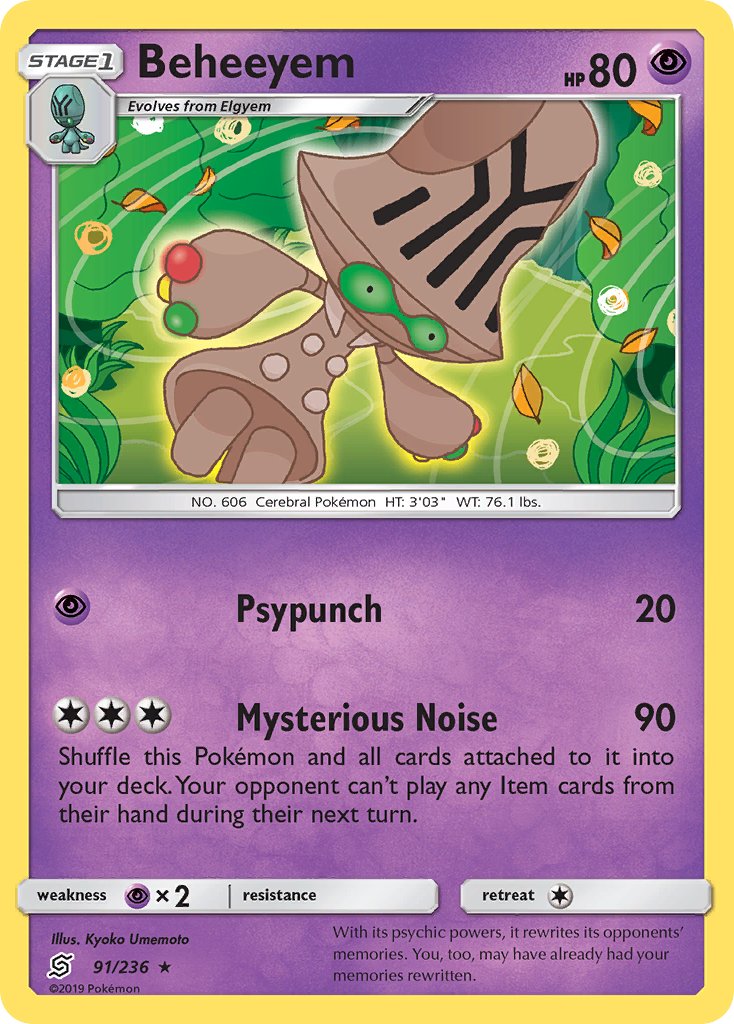 STAGE1
Beheeyem
HP80
Evolves from Elgyem
NO. 606 Cerebral Pokémon HT: 3'03" WT: 76.1 lbs.
Psypunch 20
Mysterious Noise 90
Shuffle this Pokémon and all cards attached to it into
your deck. Your opponent can't play any Item cards from
their hand during their next turn.
weakness ×2 resistance retreat
Illus. Kyoko Umemoto
91/236 ★
©2019 Pokémon
With its psychic powers, it rewrites its opponents'
memories. You, too, may have already had your
memories rewritten.